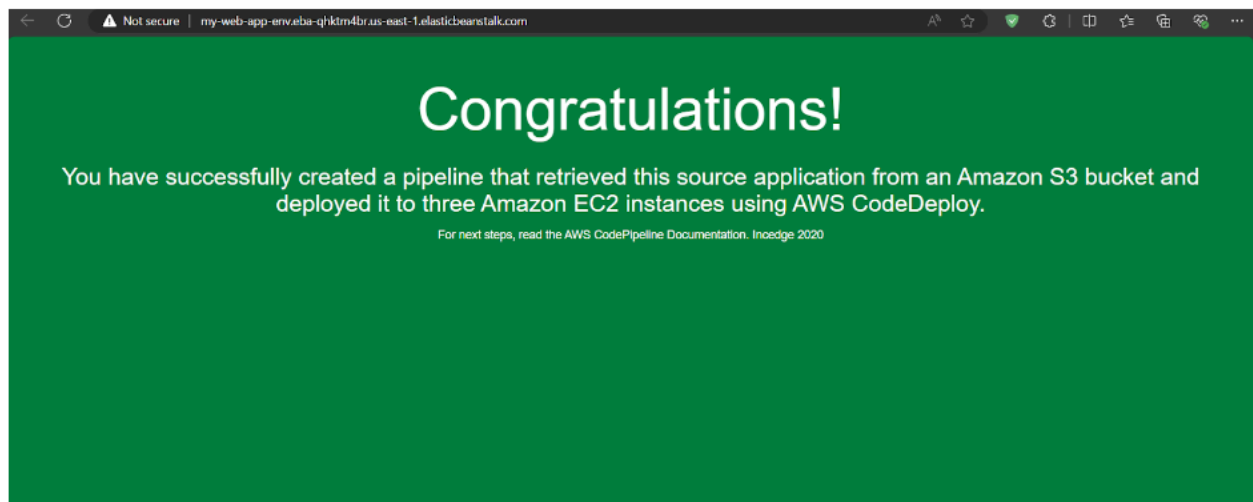 Not secure | my-web-app-env.eba-qhktm4br.us-east-1.elasticbeanstalk.com
Congratulations!
You have successfully created a pipeline that retrieved this source application from an Amazon S3 bucket and
deployed it to three Amazon EC2 instances using AWS CodeDeploy.
For next steps, read the AWS CodePipeline Documentation. Incedge 2020